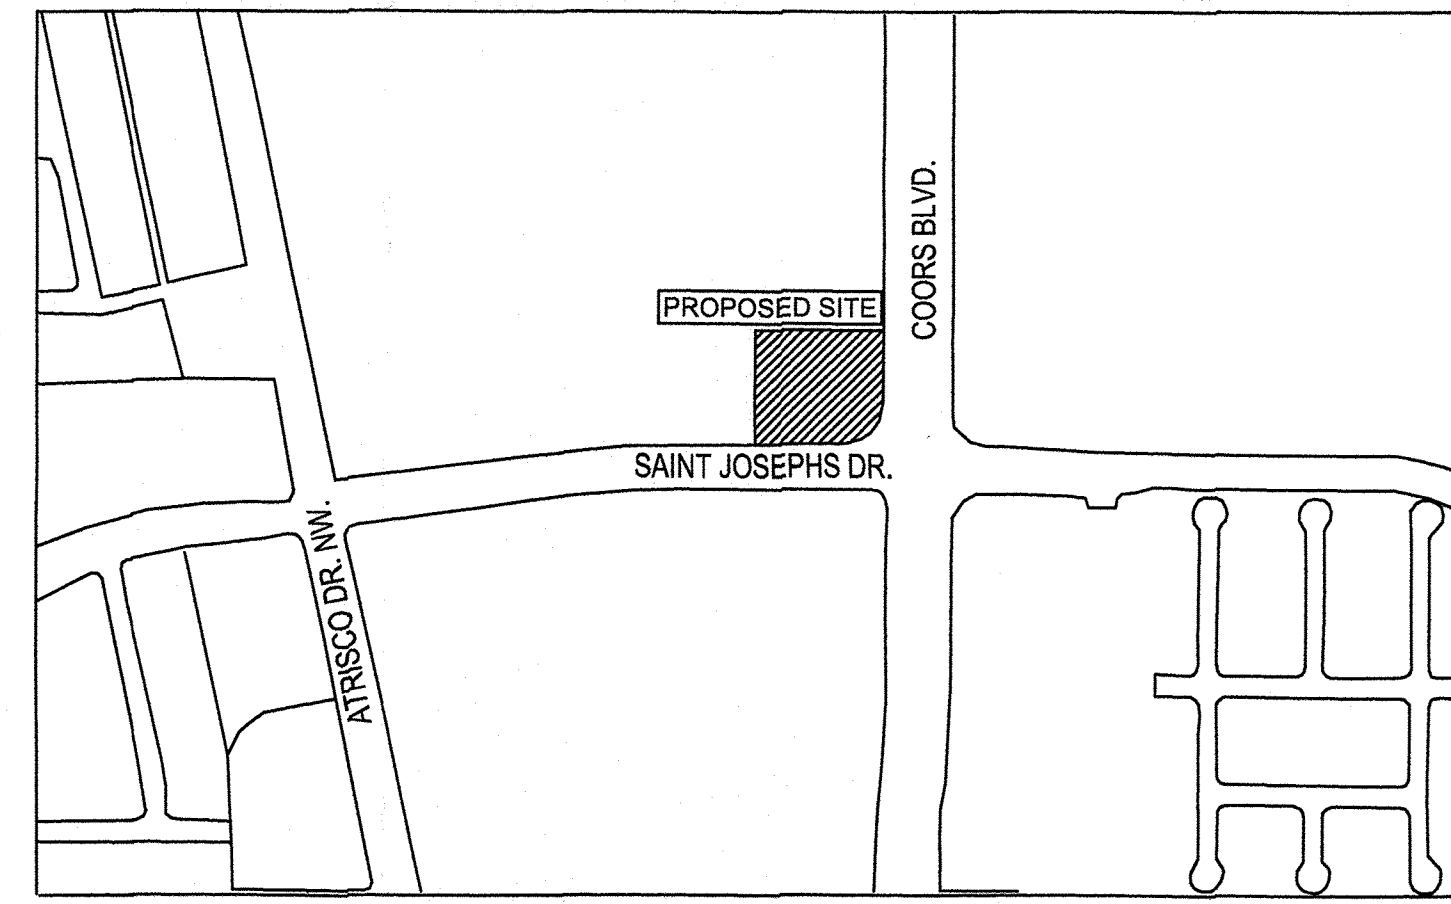 COORS BLVD.
PROPOSED SITE
SAINT JOSEPHS DR.
ATRISCO DR. NW.